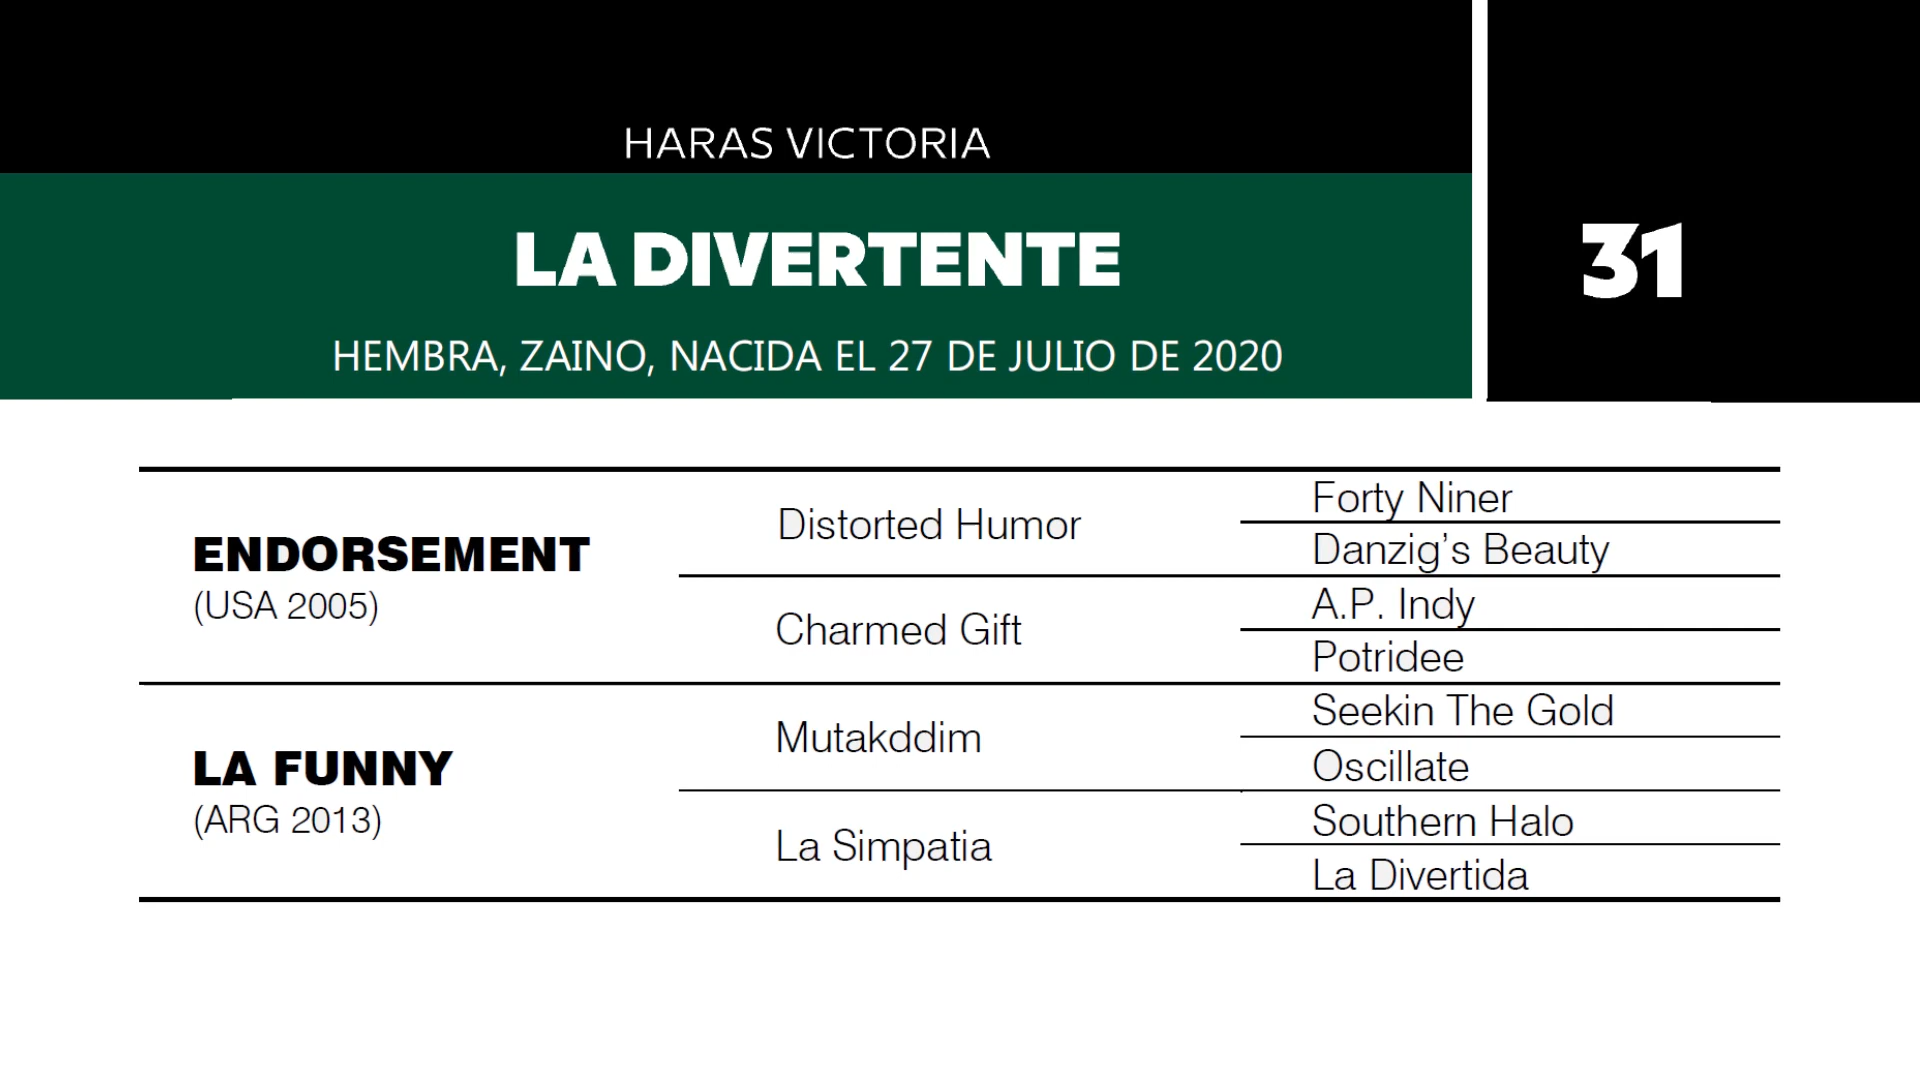 HARAS VICTORIA
LA DIVERTENTE
31
HEMBRA, ZAINO, NACIDA EL 27 DE JULIO DE 2020
ENDORSEMENT
(USA 2005)
Distorted Humor
Forty Niner
Danzig’s Beauty
Charmed Gift
A.P. Indy
Potridee
LA FUNNY
(ARG 2013)
Mutakddim
Seekin The Gold
Oscillate
La Simpatia
Southern Halo
La Divertida